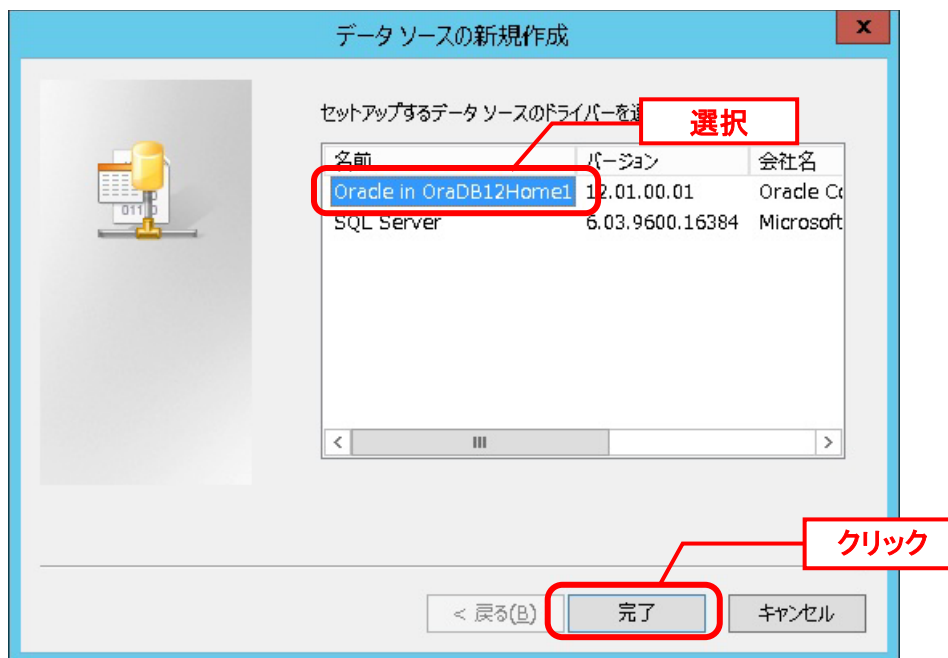 データ ソースの新規作成
x
セットアップするデータ ソースのドライバーを
選択
名前 バージョン 会社名
Oracle in OraDB12Home1 12.01.00.01 Oracle Co
SQL Server 6.03.9600.16384 Microsoft
クリック
< 戻る(B) 完了 キャンセル